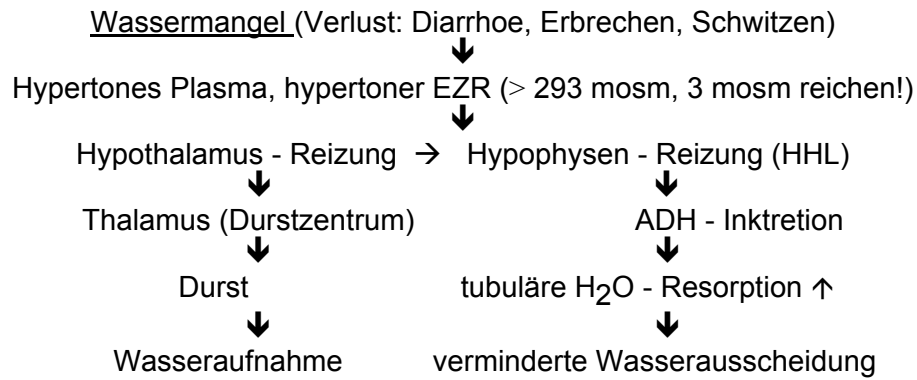 Wassermangel (Verlust: Diarrhoe, Erbrechen, Schwitzen)
Hypertones Plasma, hypertoner EZR (> 293 mosm, 3 mosm reichen!)
Hypothalamus - Reizung → Hypophysen - Reizung (HHL)
Thalamus (Durstzentrum) ADH - Inktretion
Durst tubuläre H₂O - Resorption ↑
Wasseraufnahme verminderte Wasserausscheidung